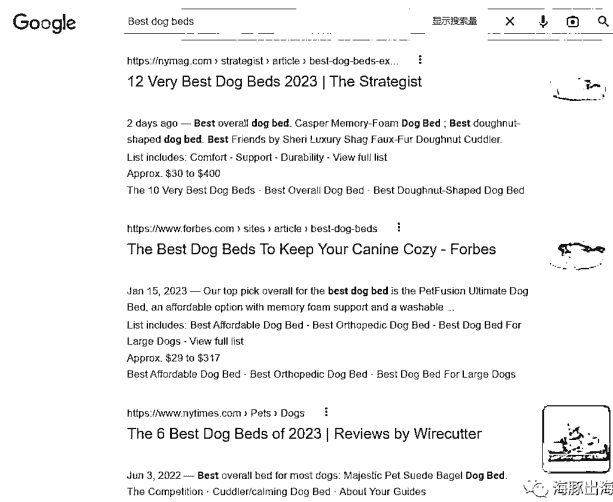 Google
Best dog beds
显示搜索量
https://nymag.com › strategist › article › best-dog-beds-ex...
12 Very Best Dog Beds 2023 | The Strategist
2 days ago — Best overall dog bed. Casper Memory-Foam Dog Bed ; Best doughnut-
shaped dog bed. Best Friends by Sheri Luxury Shag Faux-Fur Doughnut Cuddler.
List includes: Comfort · Support · Durability · View full list
Approx. $30 to $400
The 10 Very Best Dog Beds · Best Overall Dog Bed · Best Doughnut-Shaped Dog Bed
https://www.forbes.com › sites › article › best-dog-beds
The Best Dog Beds To Keep Your Canine Cozy - Forbes
Jan 15, 2023 — Our top pick overall for the best dog bed is the PetFusion Ultimate Dog
Bed, an affordable option with memory foam support and a washable ...
List includes: Best Affordable Dog Bed · Best Orthopedic Dog Bed · Best Dog Bed For
Large Dogs · View full list
Approx. $29 to $317
Best Affordable Dog Bed · Best Orthopedic Dog Bed · Best Dog Bed For Large Dogs
https://www.nytimes.com › Pets › Dogs
The 6 Best Dog Beds of 2023 | Reviews by Wirecutter
Jun 3, 2022 — Best overall bed for most dogs: Majestic Pet Suede Bagel Dog Bed.
The Competition · Cuddler/calming Dog Bed · About Your Guides
海豚出海